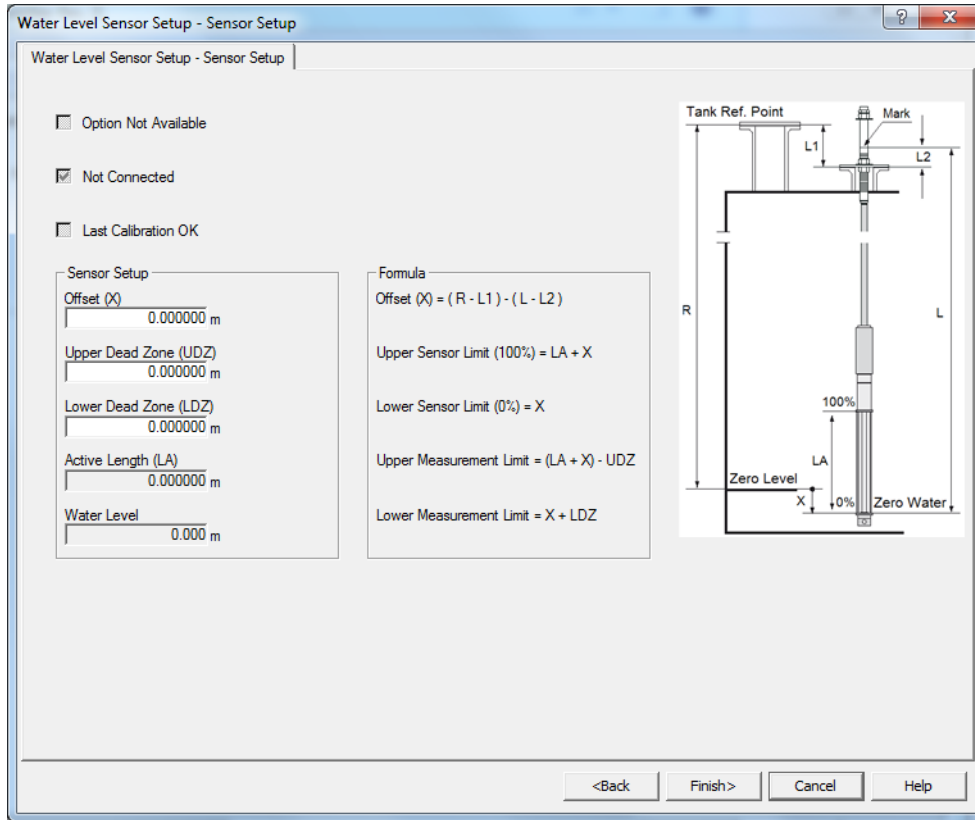 Water Level Sensor Setup - Sensor Setup
?
X
Water Level Sensor Setup - Sensor Setup
Option Not Available
Not Connected
Last Calibration OK
Sensor Setup
Offset (X)
0.000000 m
Upper Dead Zone (UDZ)
0.000000 m
Lower Dead Zone (LDZ)
0.000000 m
Active Length (LA)
0.000000 m
Water Level
0.000 m
Formula
Offset (X) = ( R - L1 ) - ( L - L2 )
Upper Sensor Limit (100%) = LA + X
Lower Sensor Limit (0%) = X
Upper Measurement Limit = (LA + X) - UDZ
Lower Measurement Limit = X + LDZ
Tank Ref. Point
Mark
L1
L2
R
L
100%
LA
Zero Level
X
0%
Zero Water
<Back
Finish>
Cancel
Help